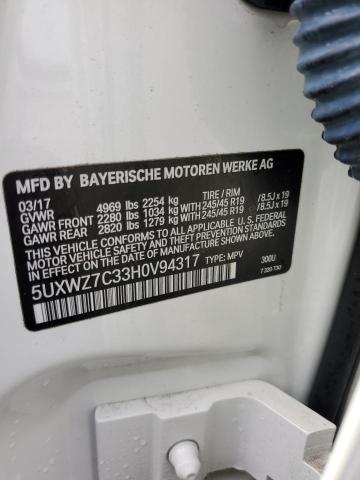 MFD BY BAYERISCHE MOTOREN WERKE AG
03/17 TIRE / RIM
GVWR 4969 lbs 2254 kg
GAWR FRONT 2280 lbs 1034 kg WITH 245/45 R19 /8.5J x 19
GAWR REAR 2820 lbs 1279 kg WITH 245/45 R19 /8.5J x 19
THIS VEHICLE CONFORMS TO ALL APPLICABLE FEDERAL
MOTOR VEHICLE SAFETY, BUMPER, AND THEFT PREVENTION
STANDARDS IN EFFECT ON THE DATE OF MANUFACTURE SHOWN ABOVE.
5UXWZ7C33H0V94317 TYPE: MPV 300U